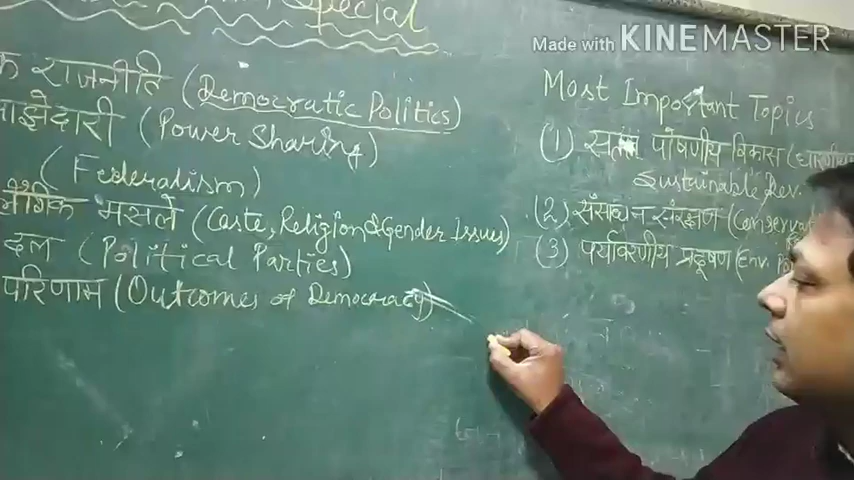 Special
Made with KINEMASTER
राजनीति (Democratic Politics)
(Power Sharing)
(Federalism)
मसले (Caste, Religion & Gender Issues)
दल (Political Parties)
परिणाम (Outcomes of Democracy)
Most Important Topics
(1) पोषणीय विकास
Sustainable Dev.
(2) संसाधन संरक्षण
(3) पर्यावरणीय प्रदूषण (Env.